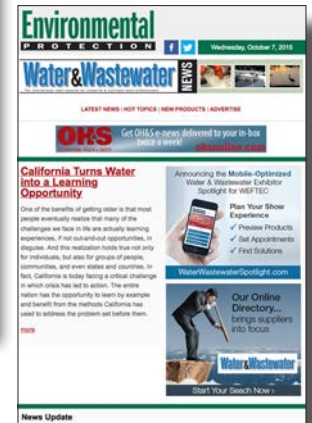 Environmental
PROTECTION
Wednesday, October 7, 2015
Water&Wastewater
NEWS
LATEST NEWS | HOT TOPICS | NEW PRODUCTS | ADVERTISE
OH&S
Get OH&S e-news delivered to your in-box
twice a week!
ohsonline.com
California Turns Water
into a Learning
Opportunity
One of the benefits of getting older is that most
people eventually realize that many of the
challenges we face in life are actually learning
experiences, if not out-and-out opportunities, in
disguise. And this realization holds true not only
for individuals, but also for groups of people,
communities, and even states and countries. In
fact, California is today facing a critical challenge
in which crisis has led to action. The entire
nation has the opportunity to learn by example
and benefit from the methods California has
used to address the problem set before them.
more
Announcing the Mobile-Optimized
Water & Wastewater Exhibitor
Spotlight for WEFTEC
Plan Your Show
Experience
✓ Preview Products
✓ Set Appointments
✓ Find Solutions
WaterWastewaterSpotlight.com
Our Online
Directory...
brings suppliers
into focus
Water&Wastewater
Start Your Seach Now ›
News Update